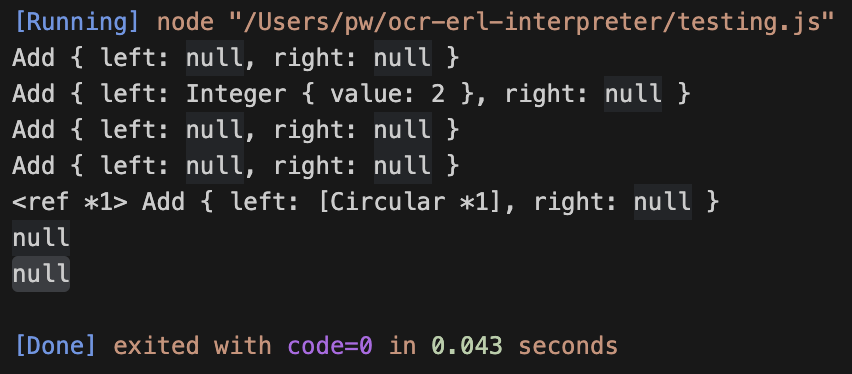 [Running] node "/Users/pw/ocr-erl-interpreter/testing.js"
Add { left: null, right: null }
Add { left: Integer { value: 2 }, right: null }
Add { left: null, right: null }
Add { left: null, right: null }
<ref *1> Add { left: [Circular *1], right: null }
null
null
[Done] exited with code=0 in 0.043 seconds